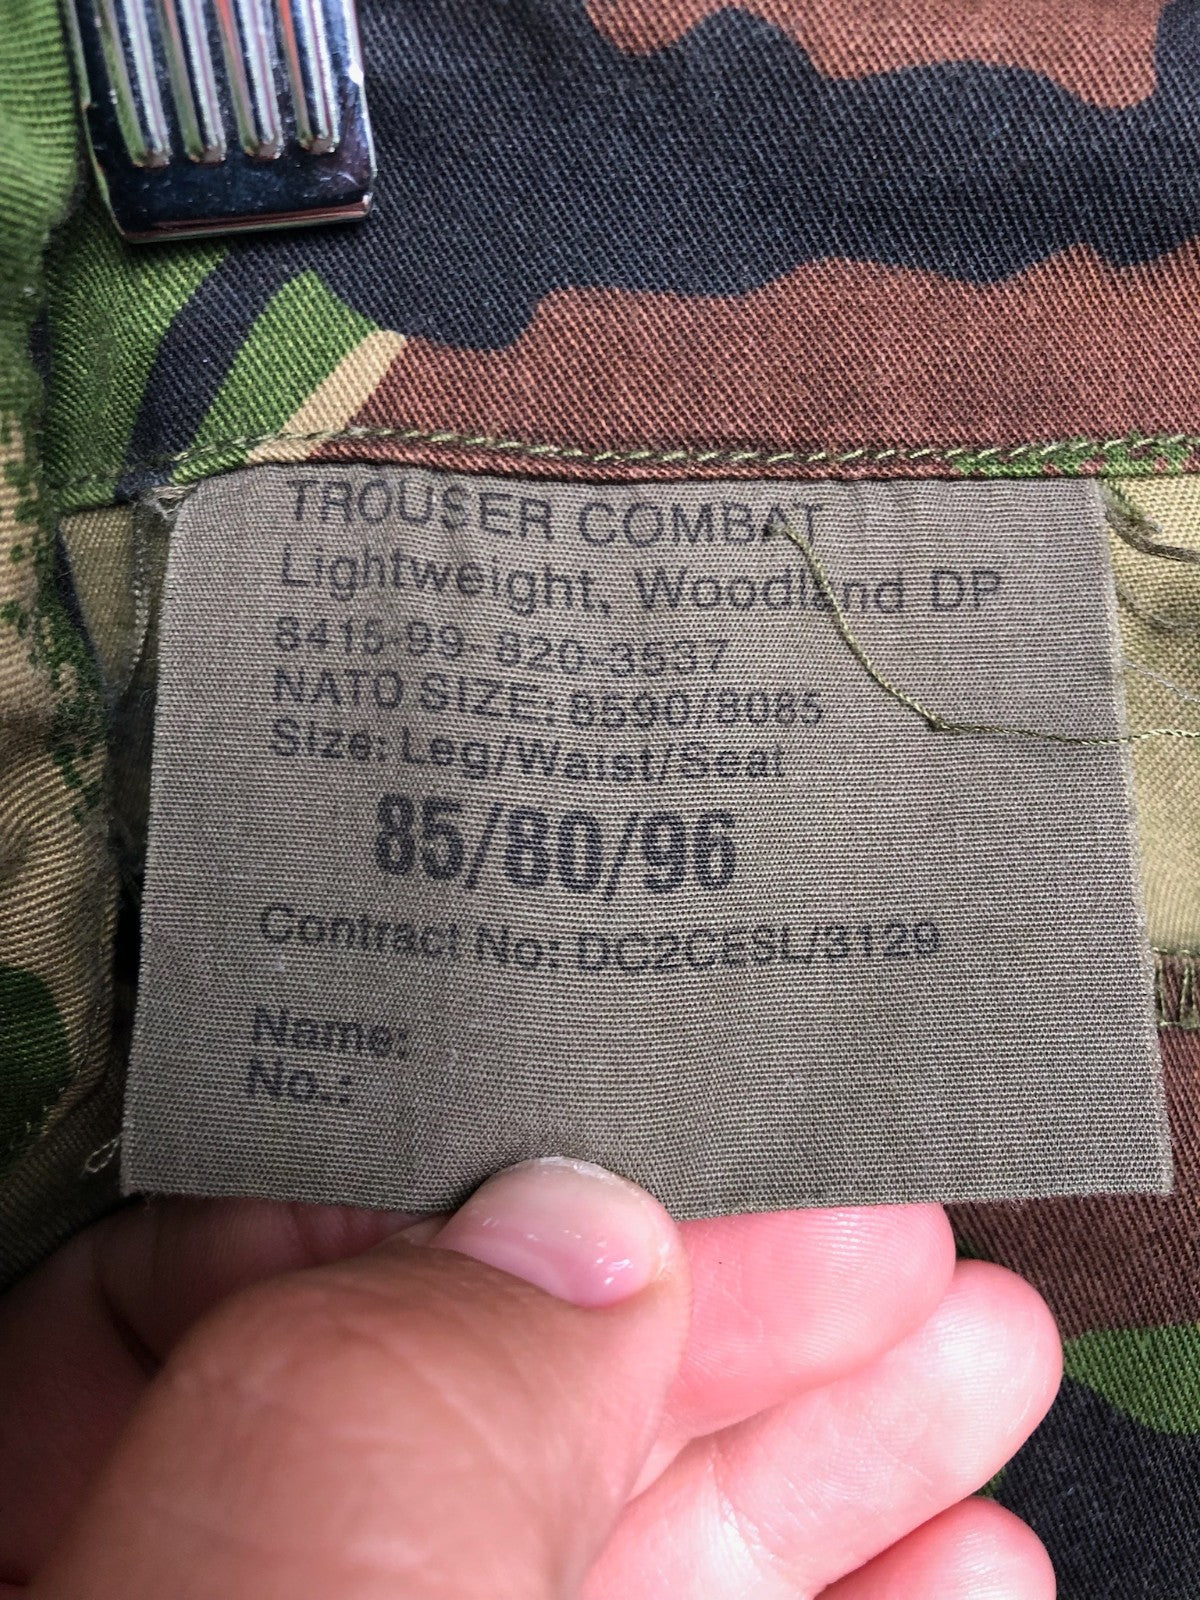 TROUSER COMBAT
Lightweight, Woodland DP
8415-99-920-3537
NATO SIZE: 8590/8085
Size: Leg/Waist/Seat
85/80/96
Contract No: DC2CESL/3129
Name:
No.: